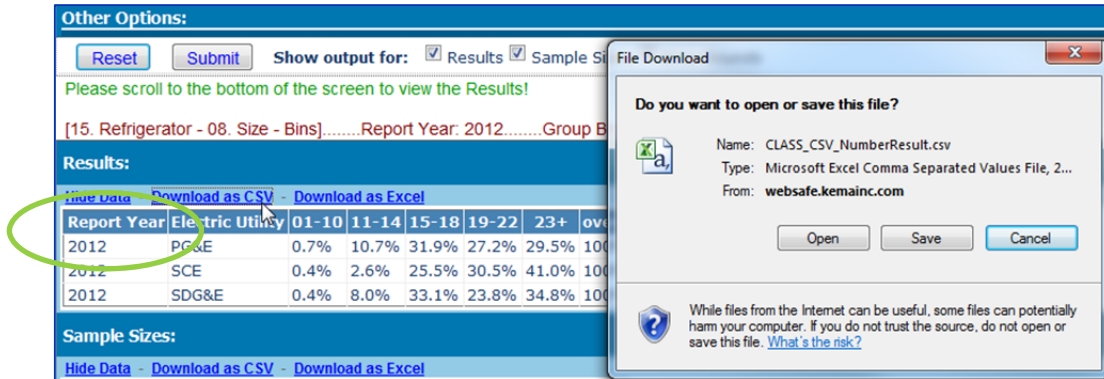 Other Options:
Reset Submit Show output for: Results Sample Si
Please scroll to the bottom of the screen to view the Results!
[15. Refrigerator - 08. Size - Bins]........Report Year: 2012........Group B
Results:
Hide Data - Download as CSV - Download as Excel
Report Year Electric Utility 01-10 11-14 15-18 19-22 23+ ove
2012 PG&E 0.7% 10.7% 31.9% 27.2% 29.5% 100
2012 SCE 0.4% 2.6% 25.5% 30.5% 41.0% 100
2012 SDG&E 0.4% 8.0% 33.1% 23.8% 34.8% 100
Sample Sizes:
Hide Data - Download as CSV - Download as Excel
File Download
Do you want to open or save this file?
Name: CLASS_CSV_NumberResult.csv
Type: Microsoft Excel Comma Separated Values File, 2...
From: websafe.kemainc.com
Open Save Cancel
While files from the Internet can be useful, some files can potentially
harm your computer. If you do not trust the source, do not open or
save this file. What's the risk?